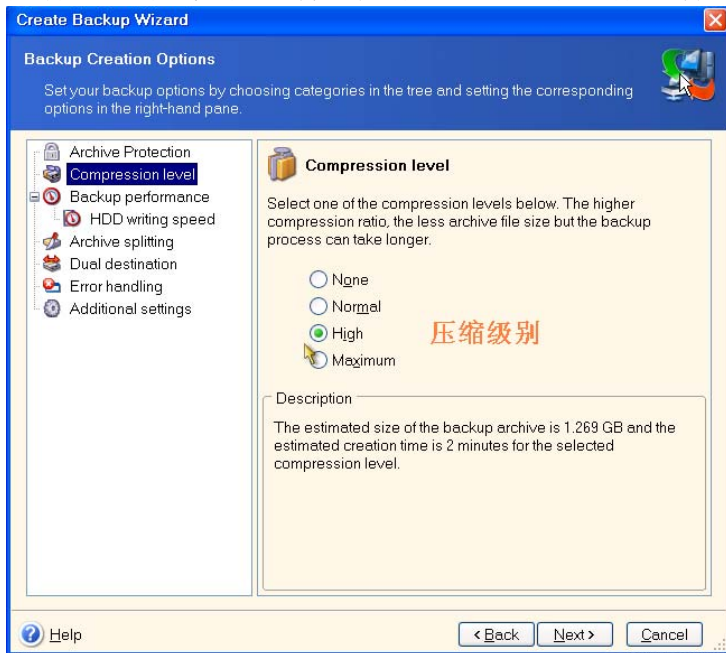 Create Backup Wizard
Backup Creation Options
Set your backup options by choosing categories in the tree and setting the corresponding
options in the right-hand pane.
Archive Protection
Compression level
Backup performance
HDD writing speed
Archive splitting
Dual destination
Error handling
Additional settings
Compression level
Select one of the compression levels below. The higher
compression ratio, the less archive file size but the backup
process can take longer.
None
Normal
High 压缩级别
Maximum
Description
The estimated size of the backup archive is 1.269 GB and the
estimated creation time is 2 minutes for the selected
compression level.
Help
< Back Next > Cancel